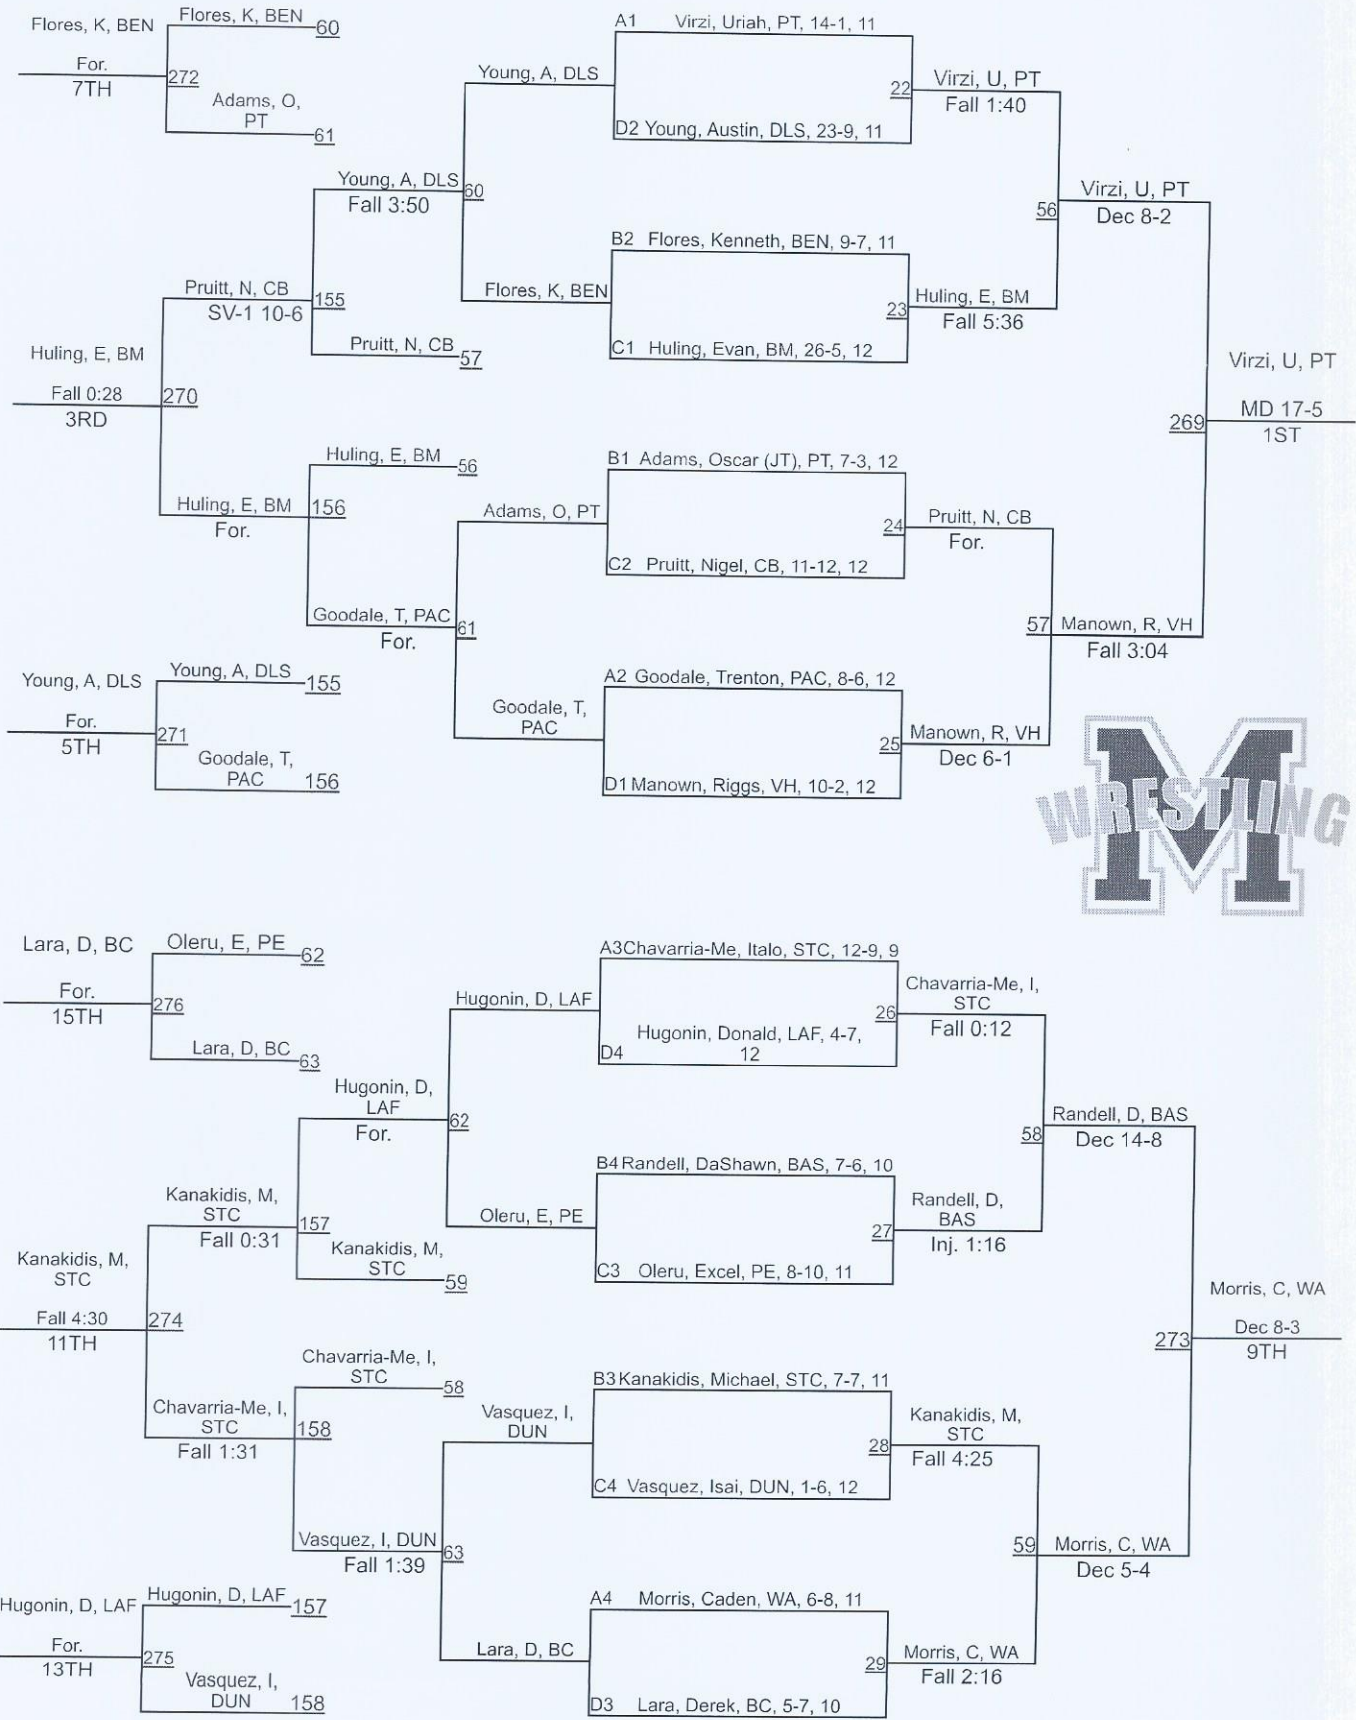 Flores, K, BEN
For.
7TH
Flores, K, BEN
60
272
Adams, O,
PT
61
Young, A, DLS
A1 Virzi, Uriah, PT, 14-1, 11
D2 Young, Austin, DLS, 23-9, 11
22
Virzi, U, PT
Fall 1:40
Young, A, DLS
Fall 3:50
60
56
Virzi, U, PT
Dec 8-2
B2 Flores, Kenneth, BEN, 9-7, 11
Flores, K, BEN
C1 Huling, Evan, BM, 26-5, 12
23
Huling, E, BM
Fall 5:36
Pruitt, N, CB
SV-1 10-6
155
Pruitt, N, CB
57
Huling, E, BM
Fall 0:28
3RD
270
Virzi, U, PT
MD 17-5
1ST
269
Huling, E, BM
For.
156
Huling, E, BM
56
Adams, O, PT
B1 Adams, Oscar (JT), PT, 7-3, 12
C2 Pruitt, Nigel, CB, 11-12, 12
24
Pruitt, N, CB
For.
Goodale, T, PAC
For.
61
57
Manown, R, VH
Fall 3:04
A2 Goodale, Trenton, PAC, 8-6, 12
Goodale, T,
PAC
D1 Manown, Riggs, VH, 10-2, 12
25
Manown, R, VH
Dec 6-1
Young, A, DLS
For.
5TH
Young, A, DLS
155
271
Goodale, T,
PAC
156
M
WRESTLING
Lara, D, BC
For.
15TH
Oleru, E, PE
62
276
Lara, D, BC
63
Hugonin, D, LAF
A3 Chavarria-Me, Italo, STC, 12-9, 9
D4 Hugonin, Donald, LAF, 4-7,
12
26
Chavarria-Me, I,
STC
Fall 0:12
Hugonin, D,
LAF
For.
62
58
Randell, D, BAS
Dec 14-8
B4 Randell, DaShawn, BAS, 7-6, 10
Oleru, E, PE
C3 Oleru, Excel, PE, 8-10, 11
27
Randell, D,
BAS
Inj. 1:16
Kanakidis, M,
STC
Fall 0:31
157
Kanakidis, M,
STC
59
Kanakidis, M,
STC
Fall 4:30
11TH
274
Morris, C, WA
Dec 8-3
9TH
273
Chavarria-Me, I,
STC
Fall 1:31
158
Chavarria-Me, I,
STC
58
Vasquez, I,
DUN
B3 Kanakidis, Michael, STC, 7-7, 11
C4 Vasquez, Isai, DUN, 1-6, 12
28
Kanakidis, M,
STC
Fall 4:25
Vasquez, I, DUN
Fall 1:39
63
59
Morris, C, WA
Dec 5-4
A4 Morris, Caden, WA, 6-8, 11
Lara, D, BC
D3 Lara, Derek, BC, 5-7, 10
29
Morris, C, WA
Fall 2:16
Hugonin, D, LAF
For.
13TH
Hugonin, D, LAF
157
275
Vasquez, I,
DUN
158